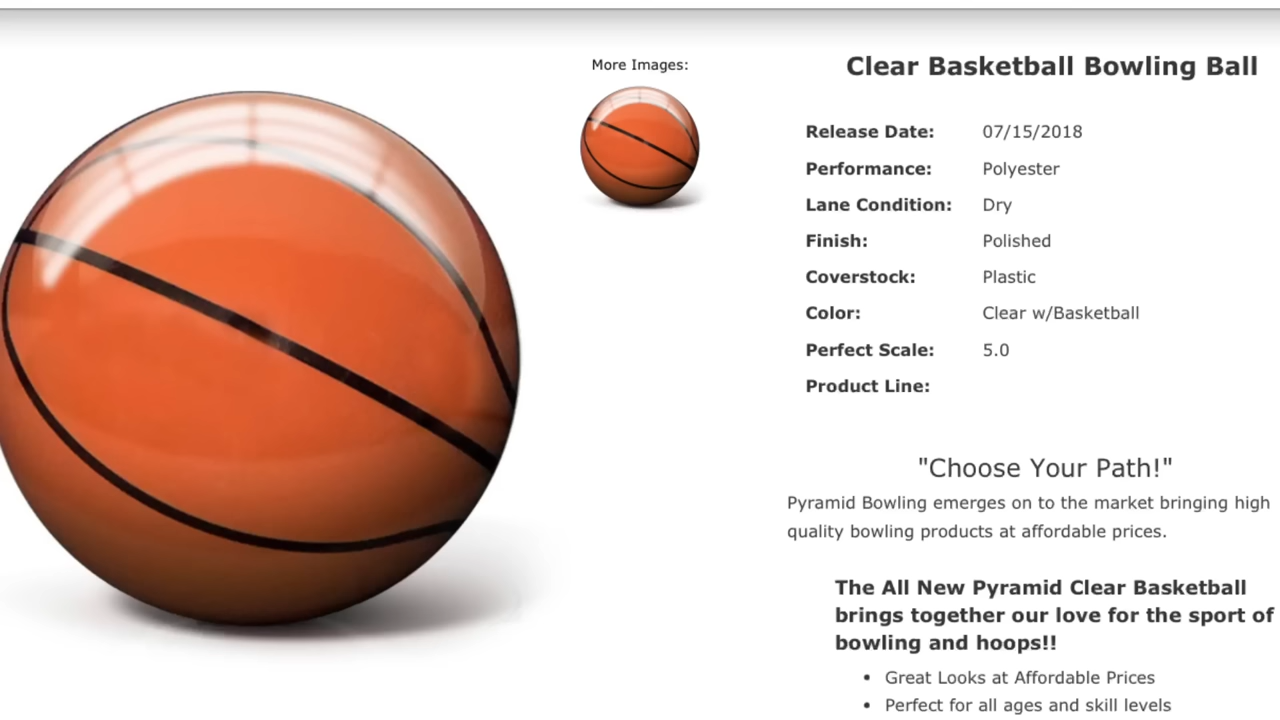 More Images:
Clear Basketball Bowling Ball
Release Date: 07/15/2018
Performance: Polyester
Lane Condition: Dry
Finish: Polished
Coverstock: Plastic
Color: Clear w/Basketball
Perfect Scale: 5.0
Product Line:
"Choose Your Path!"
Pyramid Bowling emerges on to the market bringing high
quality bowling products at affordable prices.
The All New Pyramid Clear Basketball
brings together our love for the sport of
bowling and hoops!!
• Great Looks at Affordable Prices
• Perfect for all ages and skill levels